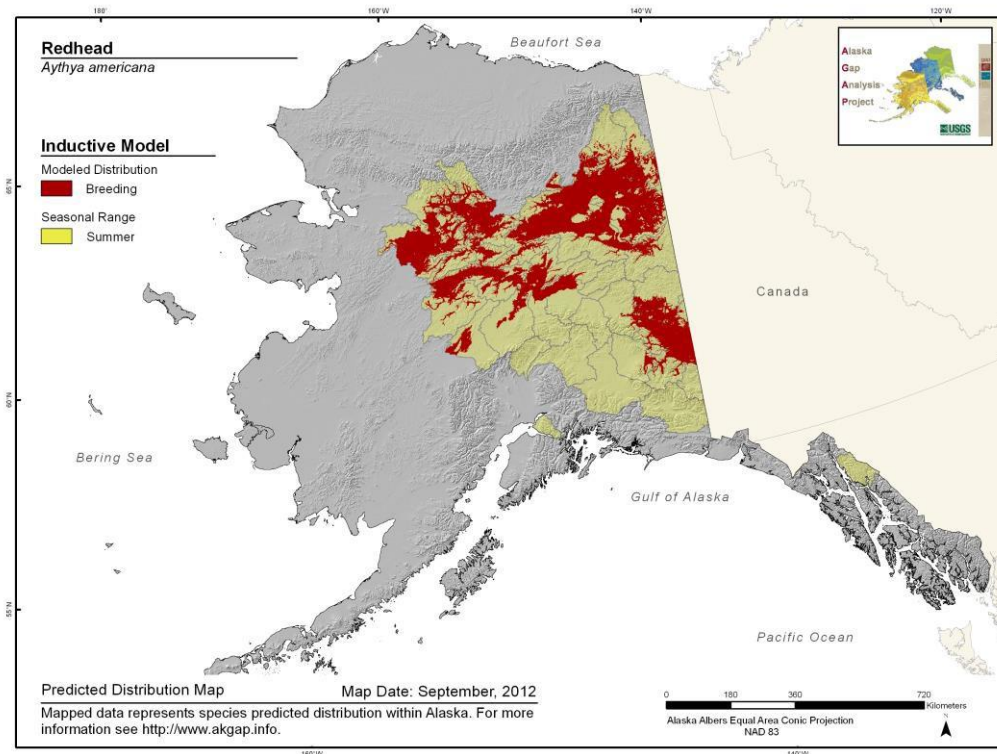 180°
160°W
140°W
120°W
Redhead
Aythya americana
Beaufort Sea
Alaska
Gap
Analysis
Project
USGS
Inductive Model
Modeled Distribution
Breeding
Seasonal Range
Summer
65°N
Canada
60°N
Bering Sea
Gulf of Alaska
55°N
Pacific Ocean
Predicted Distribution Map
Map Date: September, 2012
Mapped data represents species predicted distribution within Alaska. For more
information see http://www.akgap.info.
0 180 360 720
Kilometers
Alaska Albers Equal Area Conic Projection
NAD 83
N
160°W
140°W